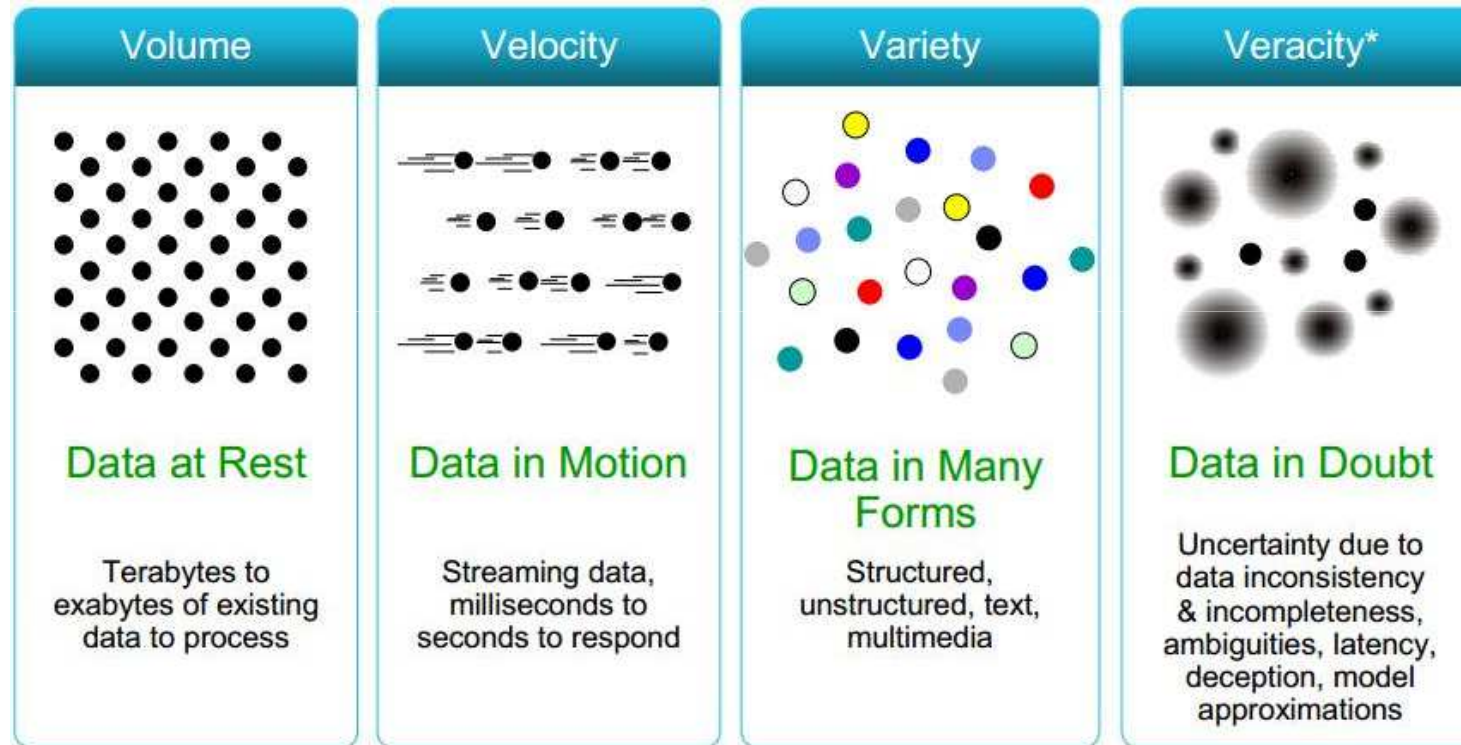 Volume
Data at Rest
Terabytes to
exabytes of existing
data to process
Velocity
Data in Motion
Streaming data,
milliseconds to
seconds to respond
Variety
Data in Many
Forms
Structured,
unstructured, text,
multimedia
Veracity*
Data in Doubt
Uncertainty due to
data inconsistency
& incompleteness,
ambiguities, latency,
deception, model
approximations